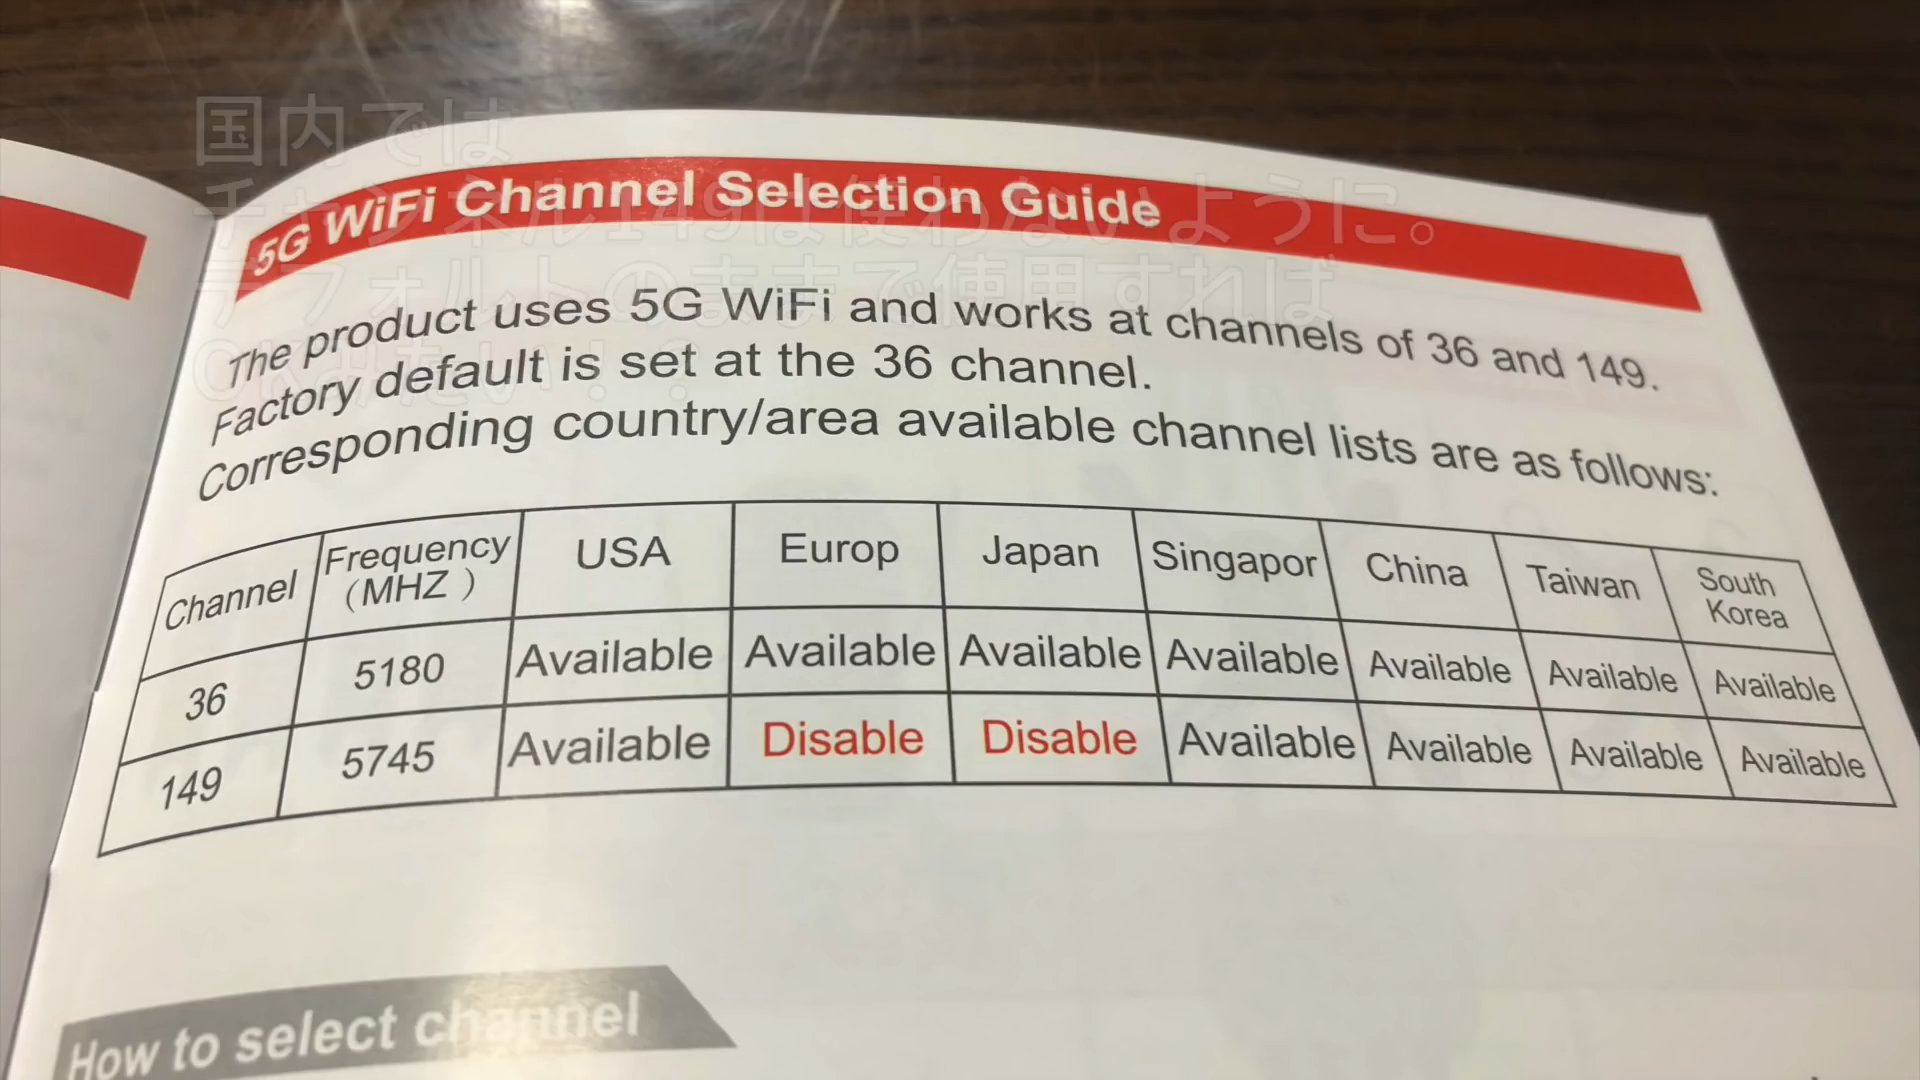 国内では
チャンネル149は使わないように。
デフォルトのままで使用すれば
OKみたい！？
5G WiFi Channel Selection Guide
The product uses 5G WiFi and works at channels of 36 and 149.
Factory default is set at the 36 channel.
Corresponding country/area available channel lists are as follows:
Channel Frequency (MHZ) USA Europ Japan Singapor China Taiwan South Korea
36 5180 Available Available Available Available Available Available Available
149 5745 Available Disable Disable Available Available Available Available
How to select channel